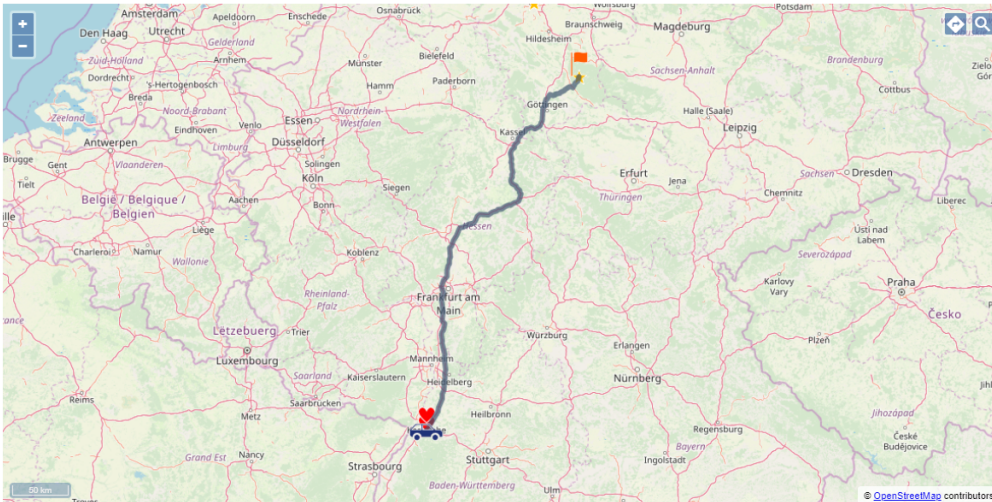 Amsterdam
Apeldoorn
Enschede
Osnabrück
Wolfsburg
Potsdam
Den Haag
Utrecht
Gelderland
Braunschweig
Magdeburg
Hildesheim
Zuid-Holland
Arnhem
Münster
Bielefeld
Sachsen-Anhalt
Brandenburg
Dordrecht
's-Hertogenbosch
Hamm
Paderborn
Cottbus
Breda
Noord-Brabant
Göttingen
Halle (Saale)
Zeeland
Eindhoven
Venlo
Essen
Nordrhein-
Westfalen
Kassel
Leipzig
Antwerpen
Limburg
Düsseldorf
Brugge
Gent
Vlaanderen
Solingen
Tielt
Köln
Siegen
Erfurt
Jena
Sachsen
Dresden
België / Belgique /
Belgien
Aachen
Bonn
Thüringen
Chemnitz
Liberec
Liège
Hessen
Ústí nad
Labem
Charleroi
Namur
Wallonie
Koblenz
Severozápad
Karlovy
Vary
Praha
Rheinland-
Pfalz
Frankfurt am
Main
Česko
Trier
Lëtzebuerg
Luxembourg
Würzburg
Erlangen
Plzeň
Mannheim
Saarland
Kaiserslautern
Heidelberg
Nürnberg
Reims
Saarbrücken
Metz
Heilbronn
Jihozápad
Regensburg
České
Budějovice
Nancy
Grand Est
Strasbourg
Stuttgart
Ingolstadt
Bayern
Baden-Württemberg
Ulm
50 km
© OpenStreetMap contributors